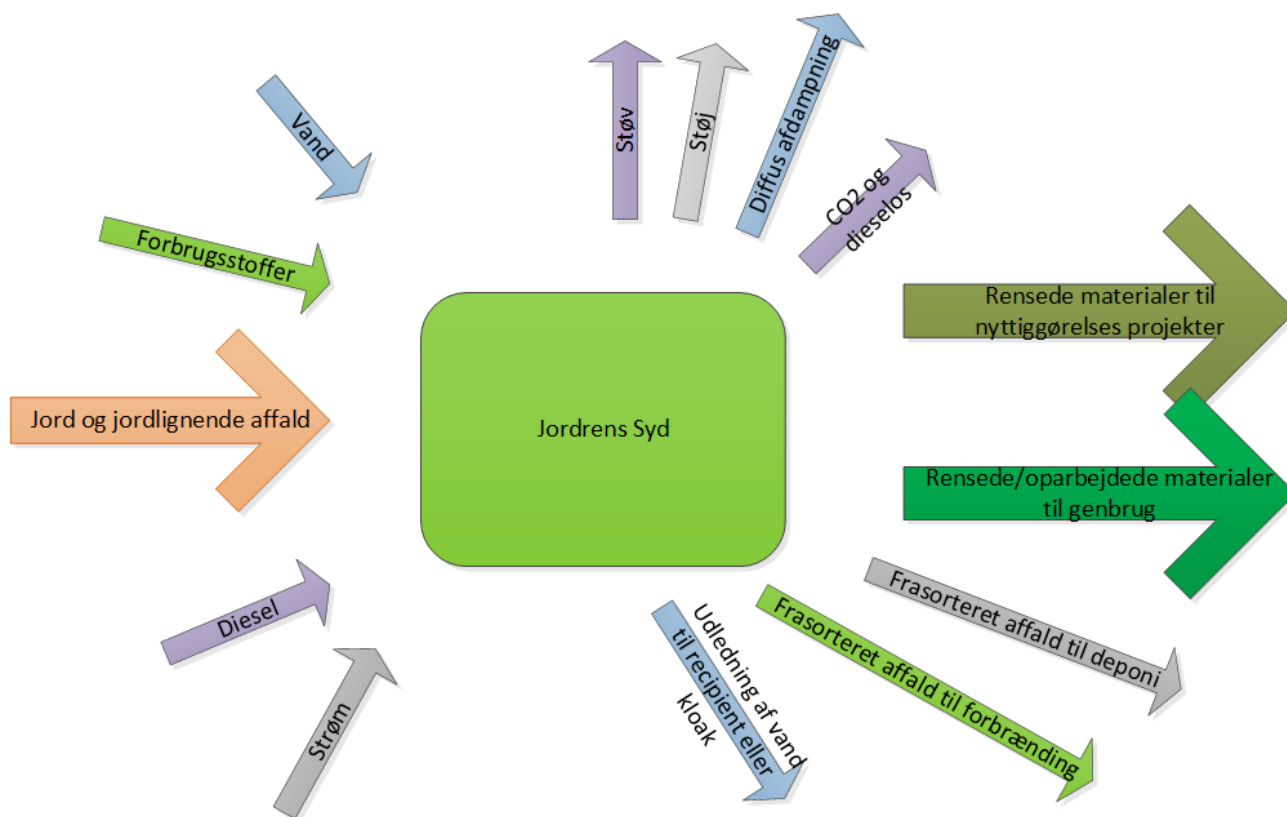 Vand
Forbrugsstoffer
Jord og jordlignende affald
Diesel
Strøm
Støv
Støj
Diffus afdampning
CO2 og
dieselos
Jordrens Syd
Rensede materialer til
nyttiggørelses projekter
Rensede/oparbejdede materialer
til genbrug
Frasorteret affald til deponi
Frasorteret affald til forbrænding
Udledning af vand
til recipient eller
kloak